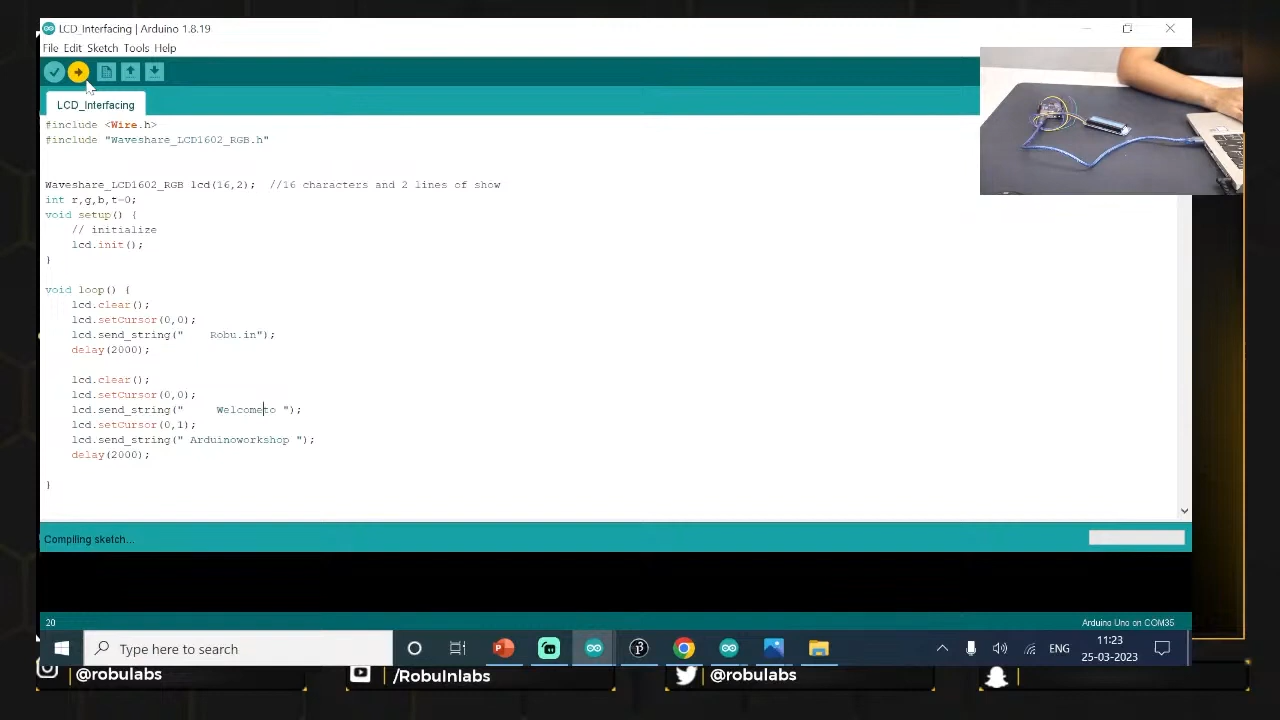 LCD_Interfacing | Arduino 1.8.19
File Edit Sketch Tools Help
LCD_Interfacing
#include <Wire.h>
#include "Waveshare_LCD1602_RGB.h"
Waveshare_LCD1602_RGB lcd(16,2);  //16 characters and 2 lines of show
int r,g,b,t=0;
void setup() {
    // initialize
    lcd.init();
}
void loop() {
    lcd.clear();
    lcd.setCursor(0,0);
    lcd.send_string("    Robu.in");
    delay(2000);
    lcd.clear();
    lcd.setCursor(0,0);
    lcd.send_string("     Welcometo ");
    lcd.setCursor(0,1);
    lcd.send_string(" Arduinoworkshop ");
    delay(2000);
}
Compiling sketch...
20
Arduino Uno on COM35
Type here to search
ENG
11:23
25-03-2023
@robulabs
/RobuInlabs
@robulabs